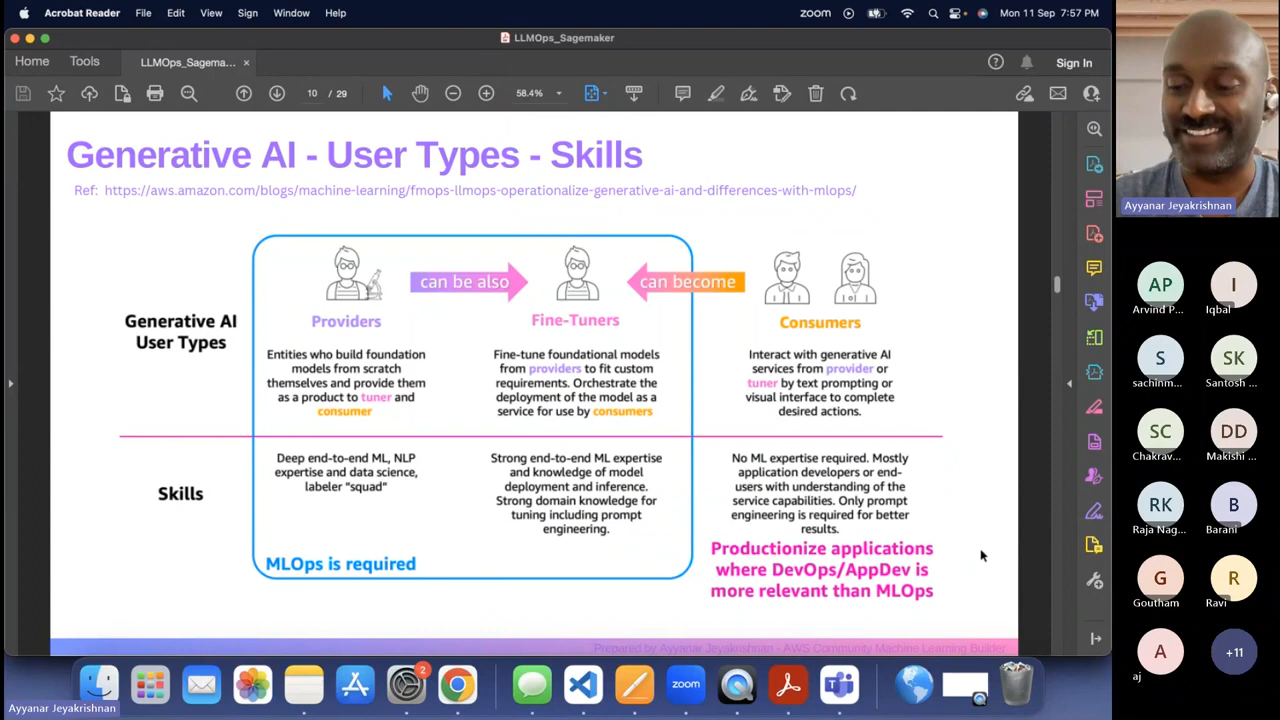 Acrobat Reader File Edit View Sign Window Help
zoom Mon 11 Sep 7:57 PM
LLMOps_Sagemaker
Home Tools LLMOps_Sagema... × Sign In
10 / 29 58.4%
Generative AI - User Types - Skills
Ref: https://aws.amazon.com/blogs/machine-learning/fmops-llmops-operationalize-generative-ai-and-differences-with-mlops/
can be also
can become
Generative AI
User Types
Providers
Entities who build foundation
models from scratch
themselves and provide them
as a product to tuner and
consumer
Fine-Tuners
Fine-tune foundational models
from providers to fit custom
requirements. Orchestrate the
deployment of the model as a
service for use by consumers
Consumers
Interact with generative AI
services from provider or
tuner by text prompting or
visual interface to complete
desired actions.
Skills
Deep end-to-end ML, NLP
expertise and data science,
labeler "squad"
Strong end-to-end ML expertise
and knowledge of model
deployment and inference.
Strong domain knowledge for
tuning including prompt
engineering.
No ML expertise required. Mostly
application developers or end-
users with understanding of the
service capabilities. Only prompt
engineering is required for better
results.
MLOps is required
Productionize applications
where DevOps/AppDev is
more relevant than MLOps
Prepared by Ayyanar Jeyakrishnan - AWS Community Machine Learning Builder
2
zoom
Ayyanar Jeyakrishnan
Ayyanar Jeyakrishnan
AP
Arvind P...
I
Iqbal
S
sachinm...
SK
Santosh ...
SC
Chakrav...
DD
Makishi ...
RK
Raja Nag...
B
Barani
G
Goutham
R
Ravi
A
aj
+11